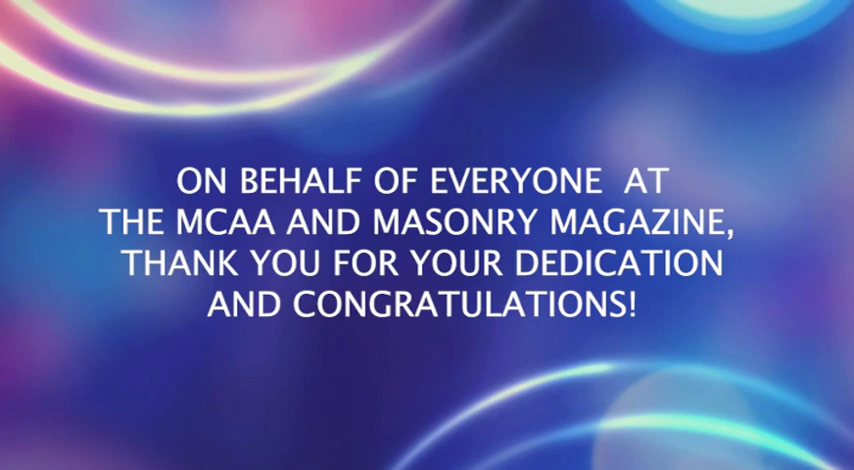 ON BEHALF OF EVERYONE  AT
THE MCAA AND MASONRY MAGAZINE,
THANK YOU FOR YOUR DEDICATION
AND CONGRATULATIONS!